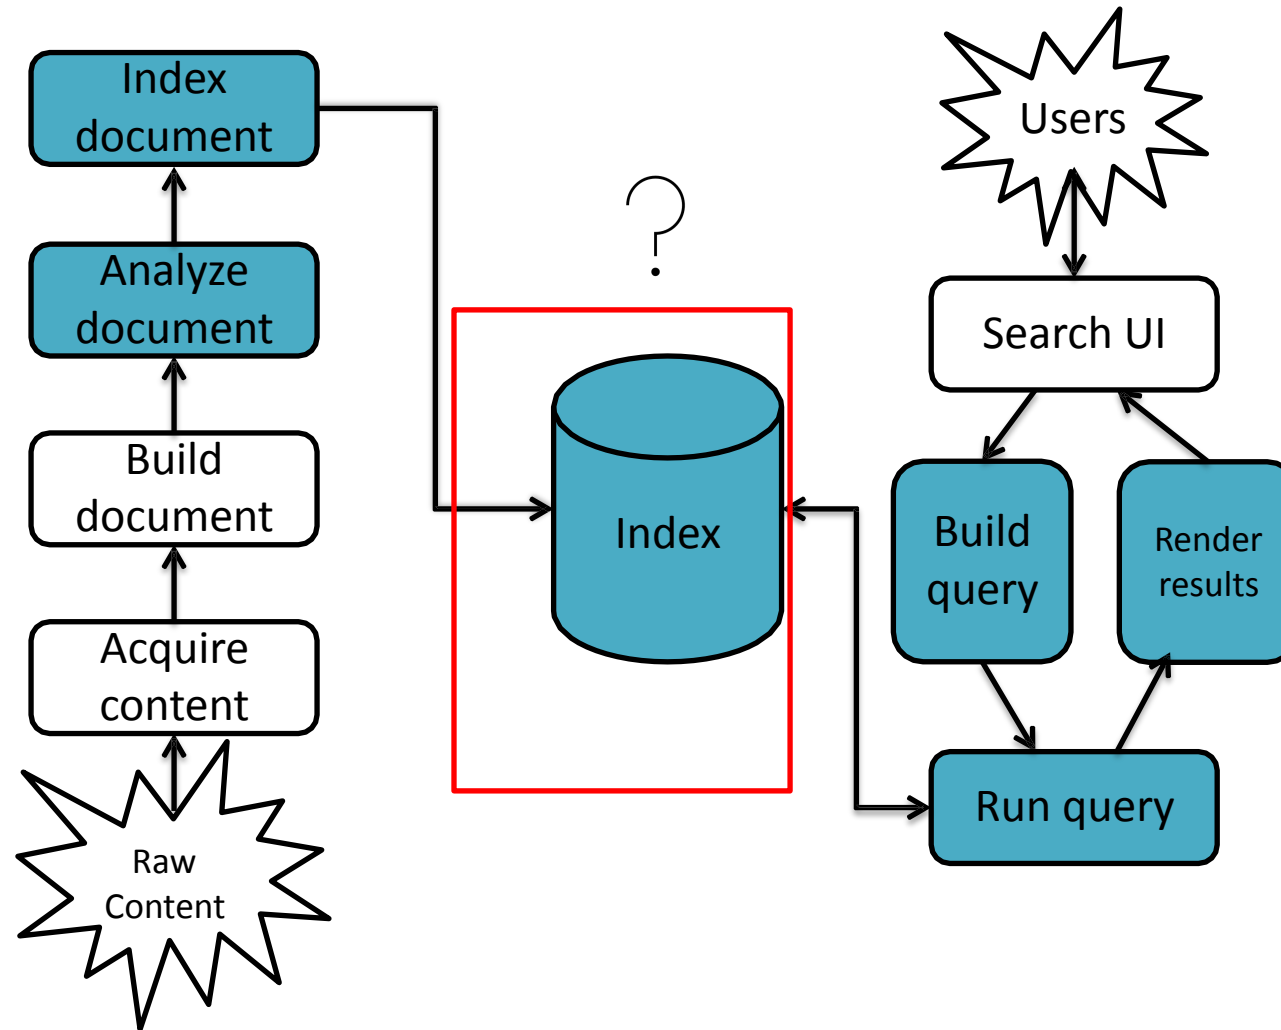 Index
document
Analyze
document
Build
document
Acquire
content
Raw
Content
?
Index
Users
Search UI
Build
query
Render
results
Run query